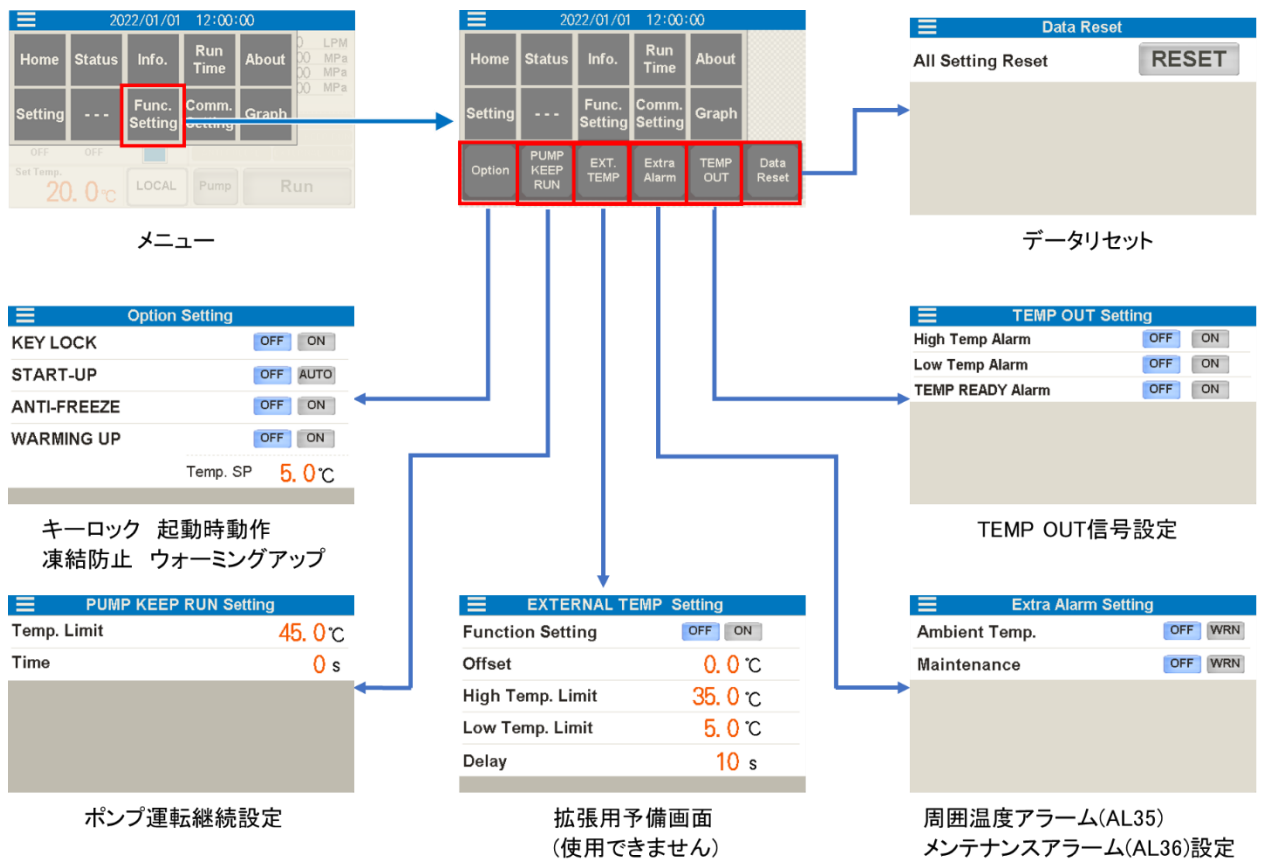 2022/01/01 12:00:00
Home Status Info. Run Time About
LPM
00 MPa
00 MPa
00 MPa
Setting --- Func. Setting Comm. Setting Graph
OFF OFF
Set Temp.
20.0℃ LOCAL Pump Run
メニュー
2022/01/01 12:00:00
Home Status Info. Run Time About
Setting --- Func. Setting Comm. Setting Graph
Option PUMP KEEP RUN EXT. TEMP Extra Alarm TEMP OUT Data Reset
Data Reset
All Setting Reset RESET
データリセット
Option Setting
KEY LOCK OFF ON
START-UP OFF AUTO
ANTI-FREEZE OFF ON
WARMING UP OFF ON
Temp. SP 5.0℃
キーロック 起動時動作
凍結防止 ウォーミングアップ
TEMP OUT Setting
High Temp Alarm OFF ON
Low Temp Alarm OFF ON
TEMP READY Alarm OFF ON
TEMP OUT信号設定
PUMP KEEP RUN Setting
Temp. Limit 45.0℃
Time 0 s
ポンプ運転継続設定
EXTERNAL TEMP Setting
Function Setting OFF ON
Offset 0.0 ℃
High Temp. Limit 35.0 ℃
Low Temp. Limit 5.0 ℃
Delay 10 s
拡張用予備画面
(使用できません)
Extra Alarm Setting
Ambient Temp. OFF WRN
Maintenance OFF WRN
周囲温度アラーム(AL35)
メンテナンスアラーム(AL36)設定